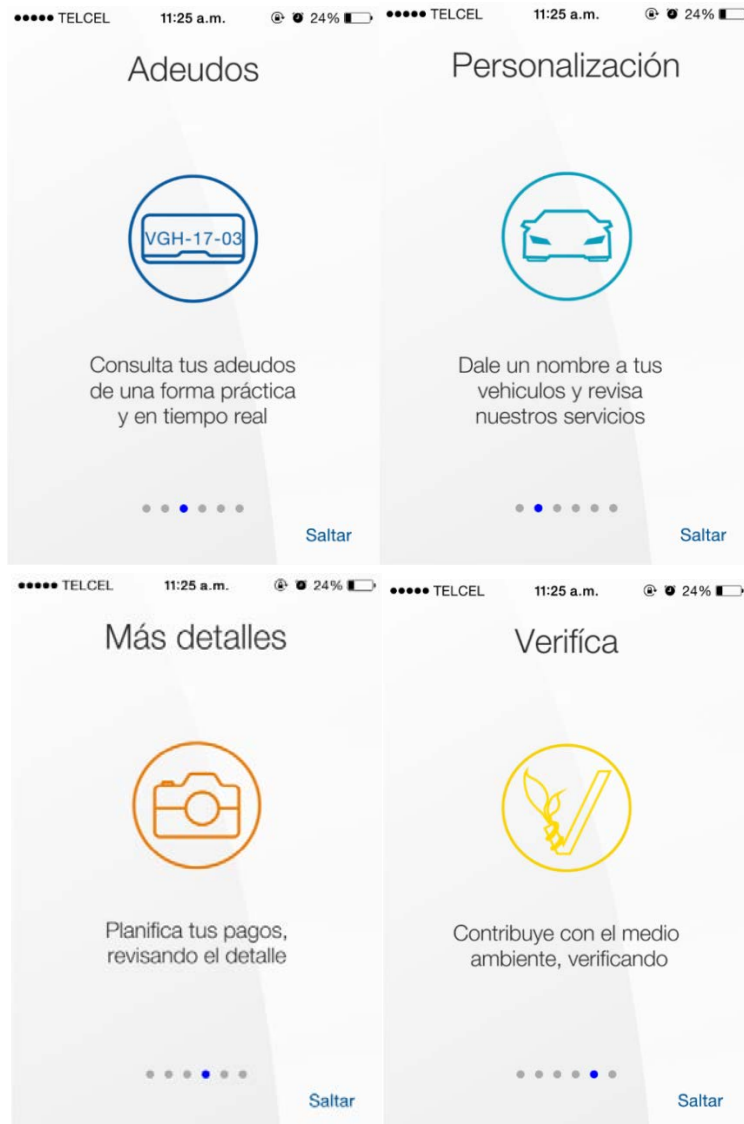 TELCEL 11:25 a.m. 24%
Adeudos
VGH-17-03
Consulta tus adeudos
de una forma práctica
y en tiempo real
Saltar
TELCEL 11:25 a.m. 24%
Personalización
Dale un nombre a tus
vehiculos y revisa
nuestros servicios
Saltar
TELCEL 11:25 a.m. 24%
Más detalles
Planifica tus pagos,
revisando el detalle
Saltar
TELCEL 11:25 a.m. 24%
Verifíca
Contribuye con el medio
ambiente, verificando
Saltar